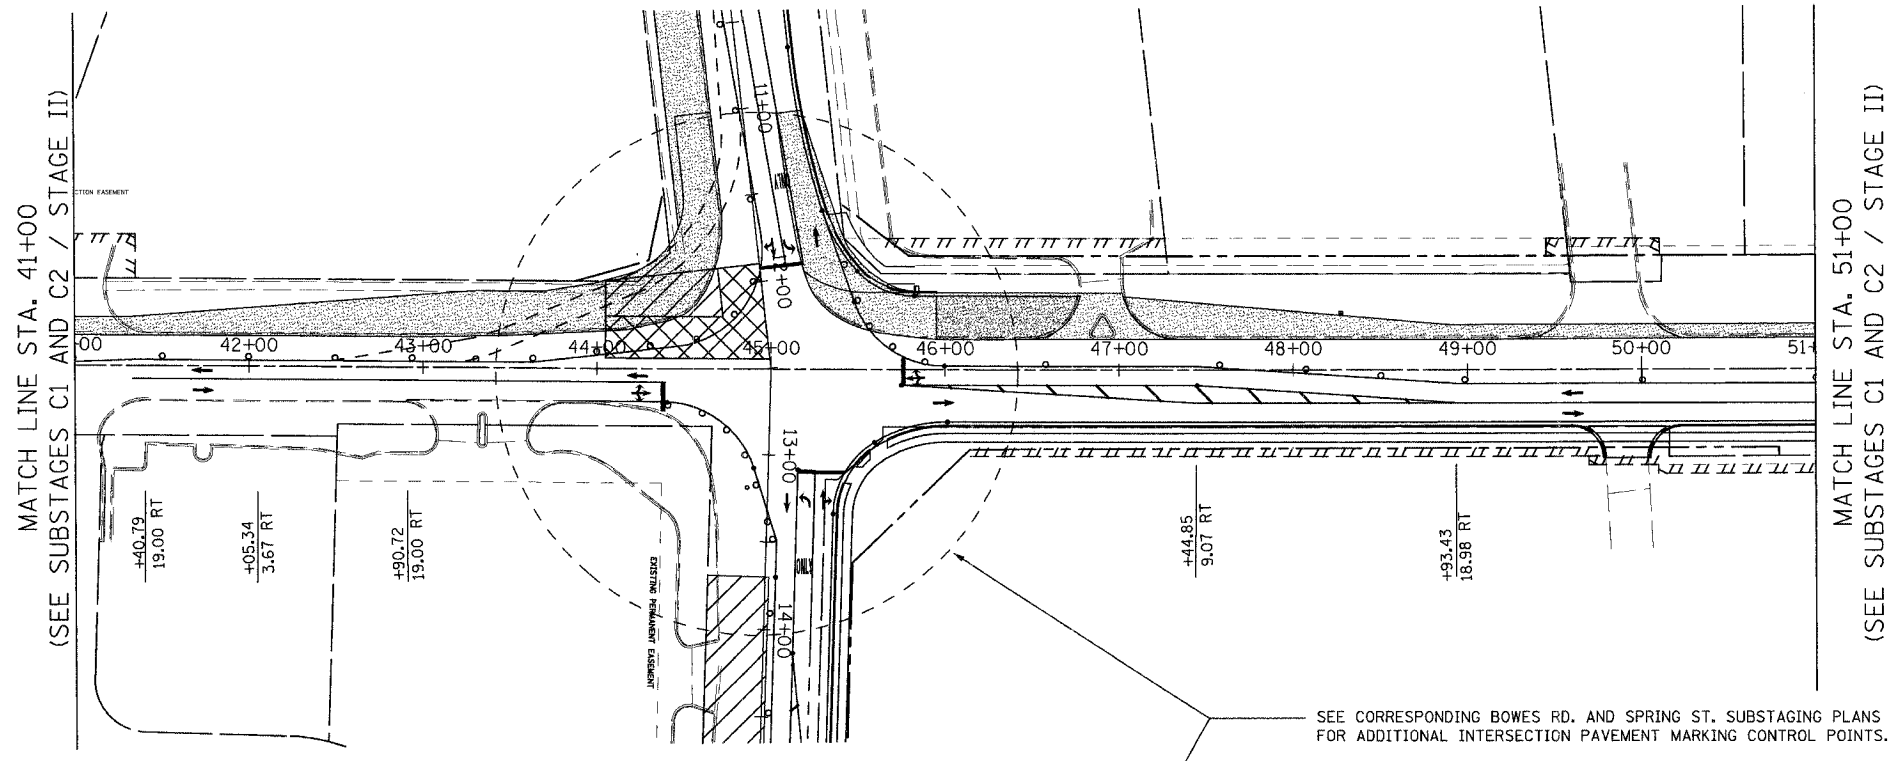 MATCH LINE STA. 41+00
(SEE SUBSTAGES C1 AND C2 / STAGE II)
CTION EASEMENT
11+00
ONLY
12+00
00
42+00
43+00
44+00
45+00
46+00
47+00
48+00
49+00
50+00
51+
13+00
ONLY
14+00
+40.79
19.00 RT
+05.34
3.67 RT
+90.72
19.00 RT
EXISTING PERMANENT EASEMENT
+44.85
9.07 RT
+93.43
18.98 RT
SEE CORRESPONDING BOWES RD. AND SPRING ST. SUBSTAGING PLANS
FOR ADDITIONAL INTERSECTION PAVEMENT MARKING CONTROL POINTS.
MATCH LINE STA. 51+00
(SEE SUBSTAGES C1 AND C2 / STAGE II)